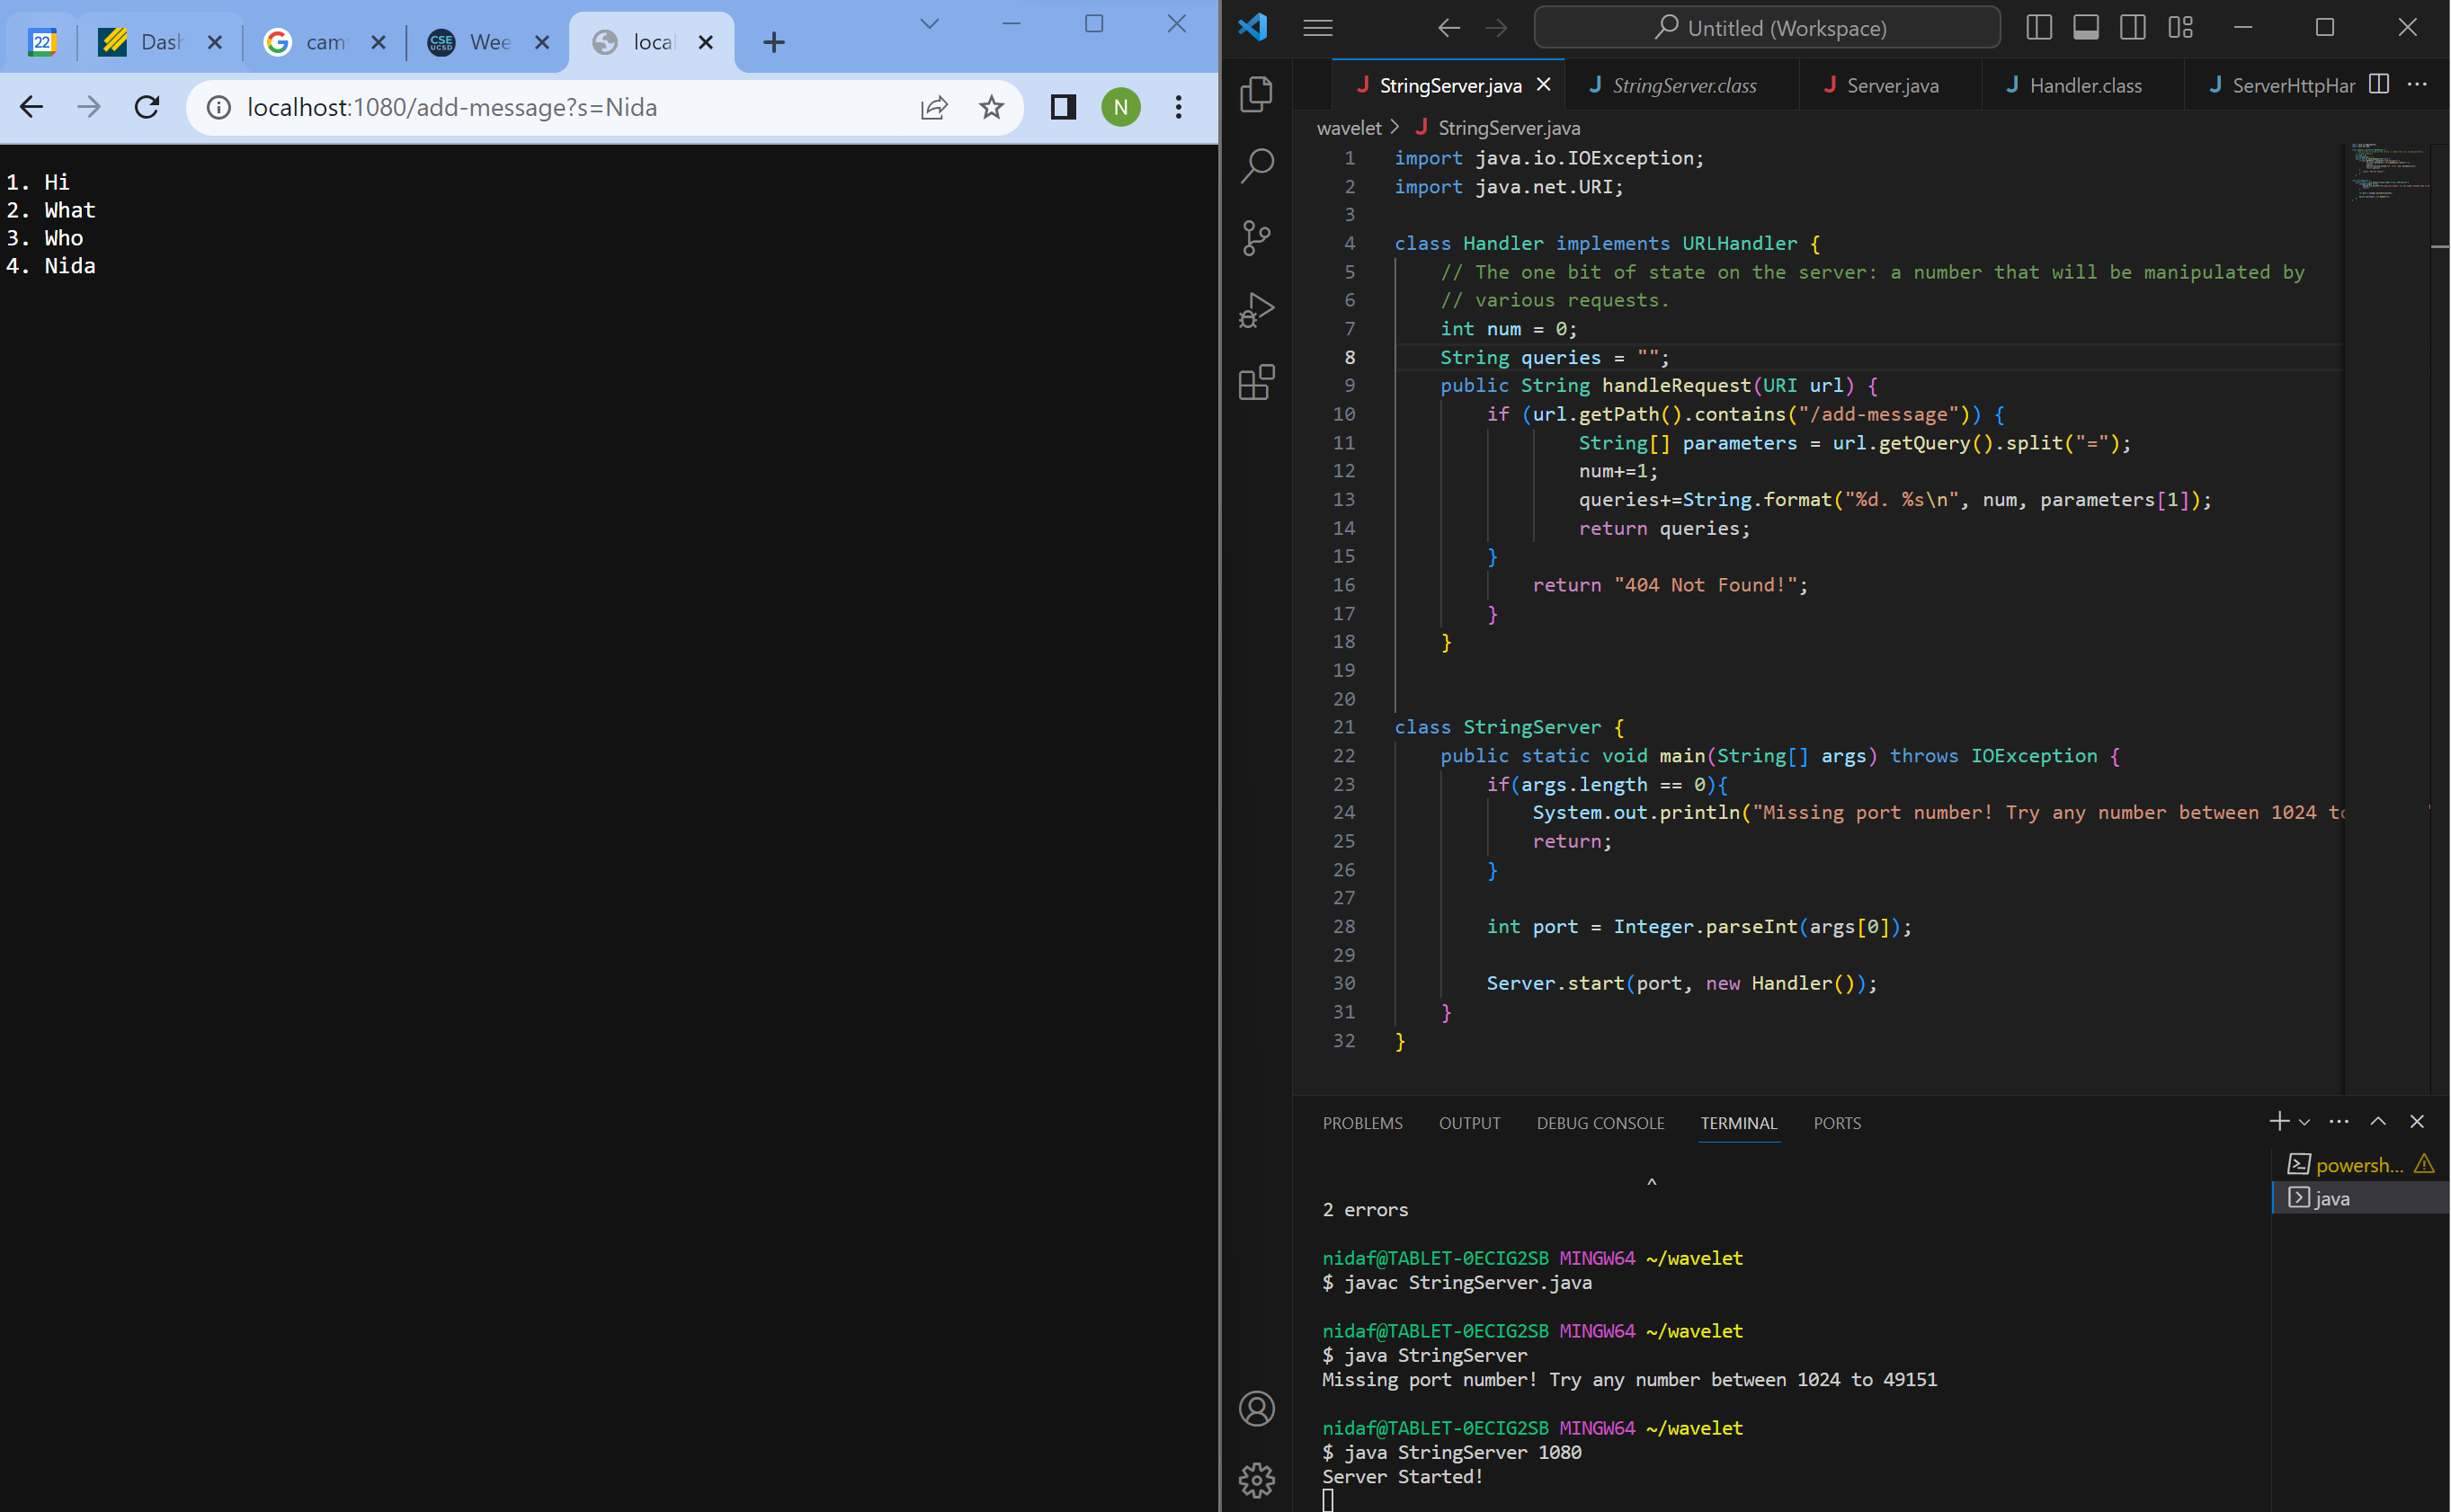 22
Dash
cam
CSE UCSD
Wee
local
localhost:1080/add-message?s=Nida
N
1. Hi
2. What
3. Who
4. Nida
Untitled (Workspace)
J StringServer.java
J StringServer.class
J Server.java
J Handler.class
J ServerHttpHar
wavelet > J StringServer.java
1 import java.io.IOException;
2 import java.net.URI;
3
4 class Handler implements URLHandler {
5 // The one bit of state on the server: a number that will be manipulated by
6 // various requests.
7 int num = 0;
8 String queries = "";
9 public String handleRequest(URI url) {
10 if (url.getPath().contains("/add-message")) {
11 String[] parameters = url.getQuery().split("=");
12 num+=1;
13 queries+=String.format("%d. %s\n", num, parameters[1]);
14 return queries;
15 }
16 return "404 Not Found!";
17 }
18 }
19
20
21 class StringServer {
22 public static void main(String[] args) throws IOException {
23 if(args.length == 0){
24 System.out.println("Missing port number! Try any number between 1024 to
25 return;
26 }
27
28 int port = Integer.parseInt(args[0]);
29
30 Server.start(port, new Handler());
31 }
32 }
PROBLEMS OUTPUT DEBUG CONSOLE TERMINAL PORTS
powersh...
java
^
2 errors
nidaf@TABLET-0ECIG2SB MINGW64 ~/wavelet
$ javac StringServer.java
nidaf@TABLET-0ECIG2SB MINGW64 ~/wavelet
$ java StringServer
Missing port number! Try any number between 1024 to 49151
nidaf@TABLET-0ECIG2SB MINGW64 ~/wavelet
$ java StringServer 1080
Server Started!